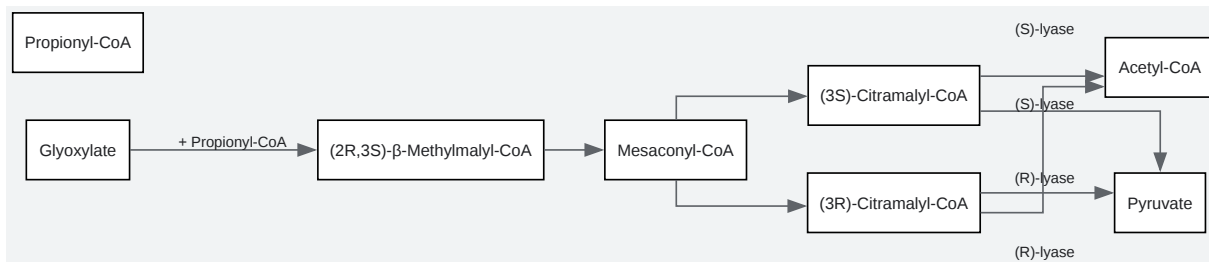 Propionyl-CoA
Glyoxylate
+ Propionyl-CoA
(2R,3S)-β-Methylmalyl-CoA
Mesaconyl-CoA
(3S)-Citramalyl-CoA
(3R)-Citramalyl-CoA
(S)-lyase
(S)-lyase
(R)-lyase
(R)-lyase
Acetyl-CoA
Pyruvate